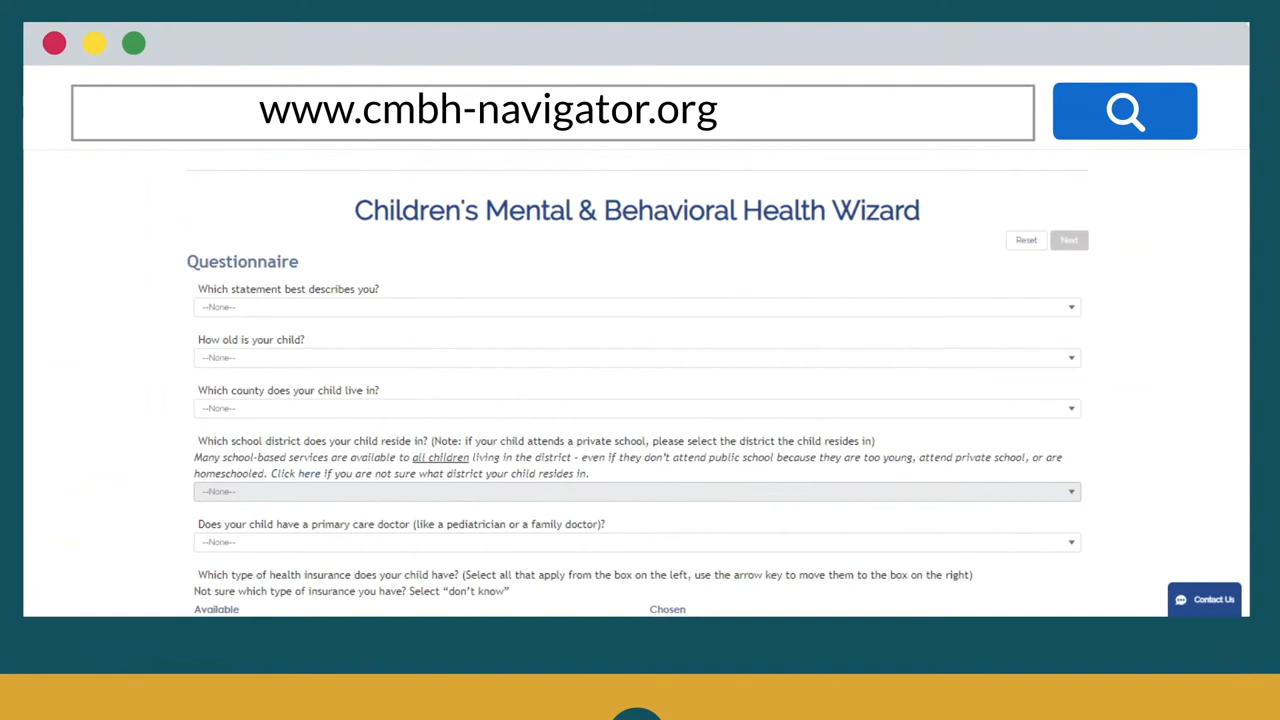 www.cmbh-navigator.org
Children's Mental & Behavioral Health Wizard
Reset Next
Questionnaire
Which statement best describes you?
--None--
How old is your child?
--None--
Which county does your child live in?
--None--
Which school district does your child reside in? (Note: if your child attends a private school, please select the district the child resides in)
Many school-based services are available to all children living in the district - even if they don't attend public school because they are too young, attend private school, or are
homeschooled. Click here if you are not sure what district your child resides in.
--None--
Does your child have a primary care doctor (like a pediatrician or a family doctor)?
--None--
Which type of health insurance does your child have? (Select all that apply from the box on the left, use the arrow key to move them to the box on the right)
Not sure which type of insurance you have? Select “don't know”
Available Chosen
Contact Us